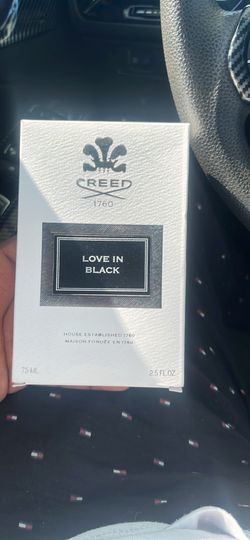 CREED
1760
LOVE IN
BLACK
HOUSE ESTABLISHED 1760
MAISON FONDÉE EN 1760
75 ML 2.5 FL.OZ